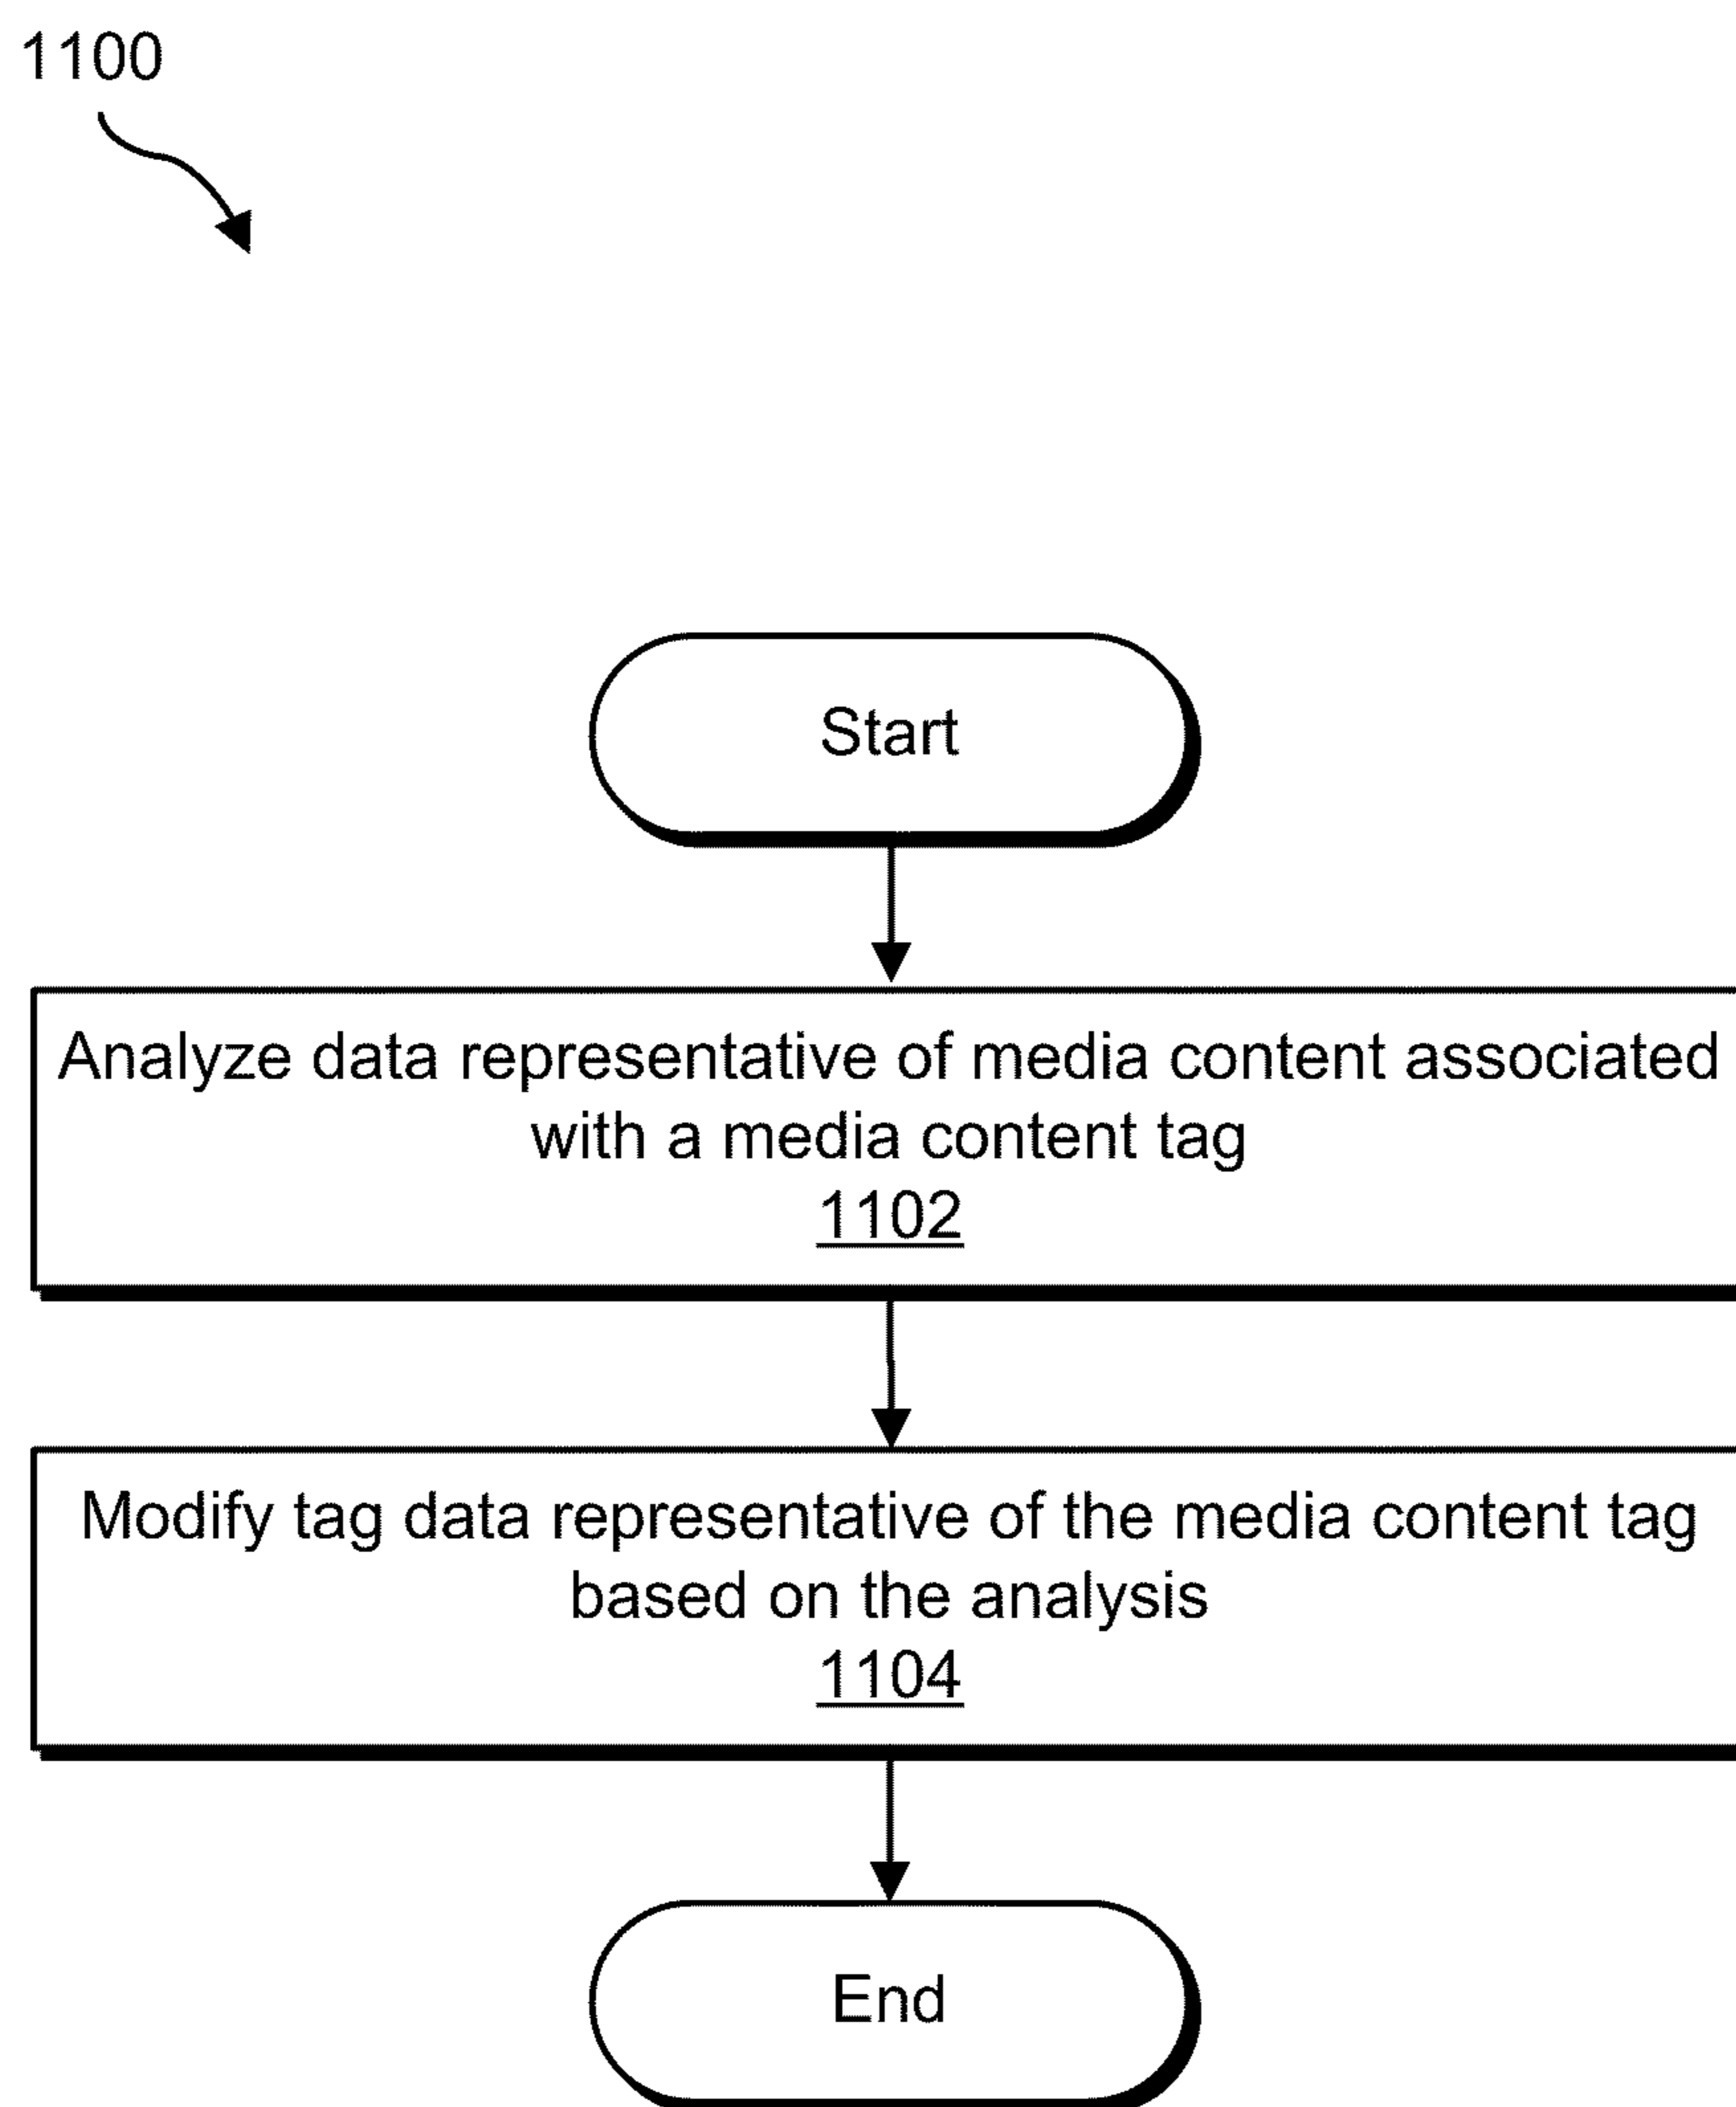 1100
Start
Analyze data representative of media content associated
with a media content tag
1102
Modify tag data representative of the media content tag
based on the analysis
1104
End